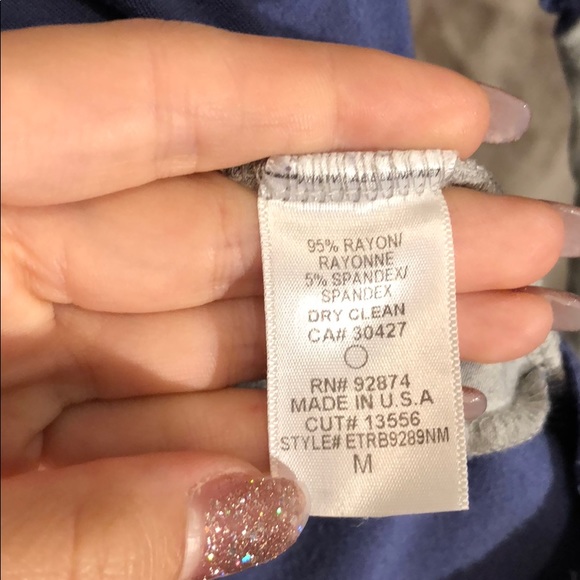 95% RAYON/
RAYONNE
5% SPANDEX/
SPANDEX
DRY CLEAN
CA# 30427
RN# 92874
MADE IN U.S.A
CUT# 13556
STYLE# ETRB9289NM
M